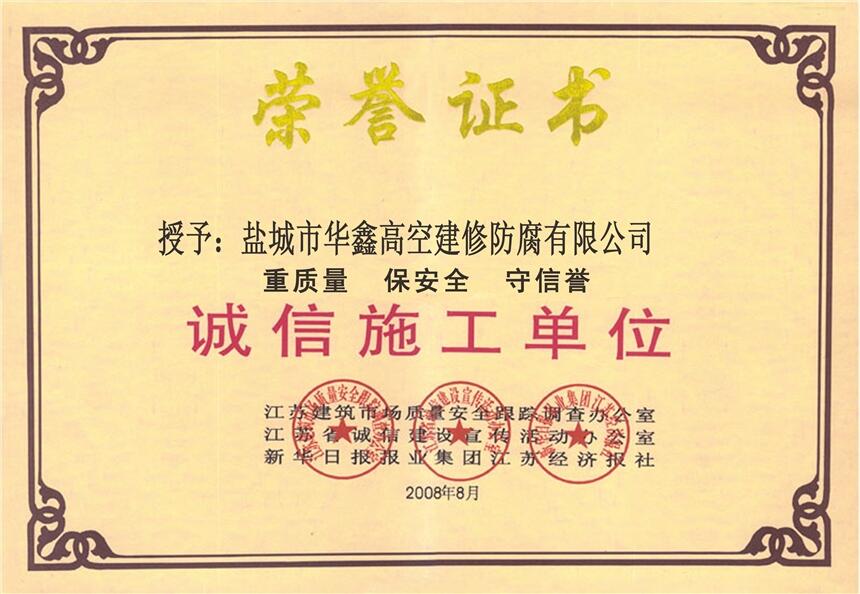 荣誉证书
授予：盐城市华鑫高空建修防腐有限公司
重质量 保安全 守信誉
诚信施工单位
江苏建筑市场质量安全跟踪调查办公室
江苏省诚信建设宣传活动办公室
新华日报报业集团江苏经济报社
2008年8月